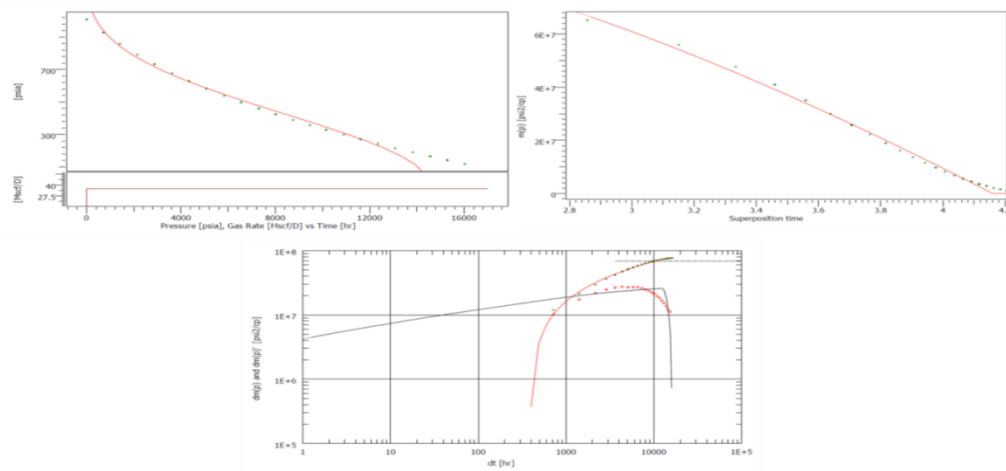 [psia]
700
300
[Mscf/D]
40
27.5
0
4000
8000
12000
16000
Pressure [psia], Gas Rate [Mscf/D] vs Time [hr]
m(p) [psi2/cp]
6E+7
4E+7
2E+7
0
2.8
3
3.2
3.4
3.6
3.8
4
4.2
Superposition time
dm(p) and dm(p)' [psi2/cp]
1E+8
1E+7
1E+6
1E+5
1
10
100
1000
10000
1E+5
dt [hr]